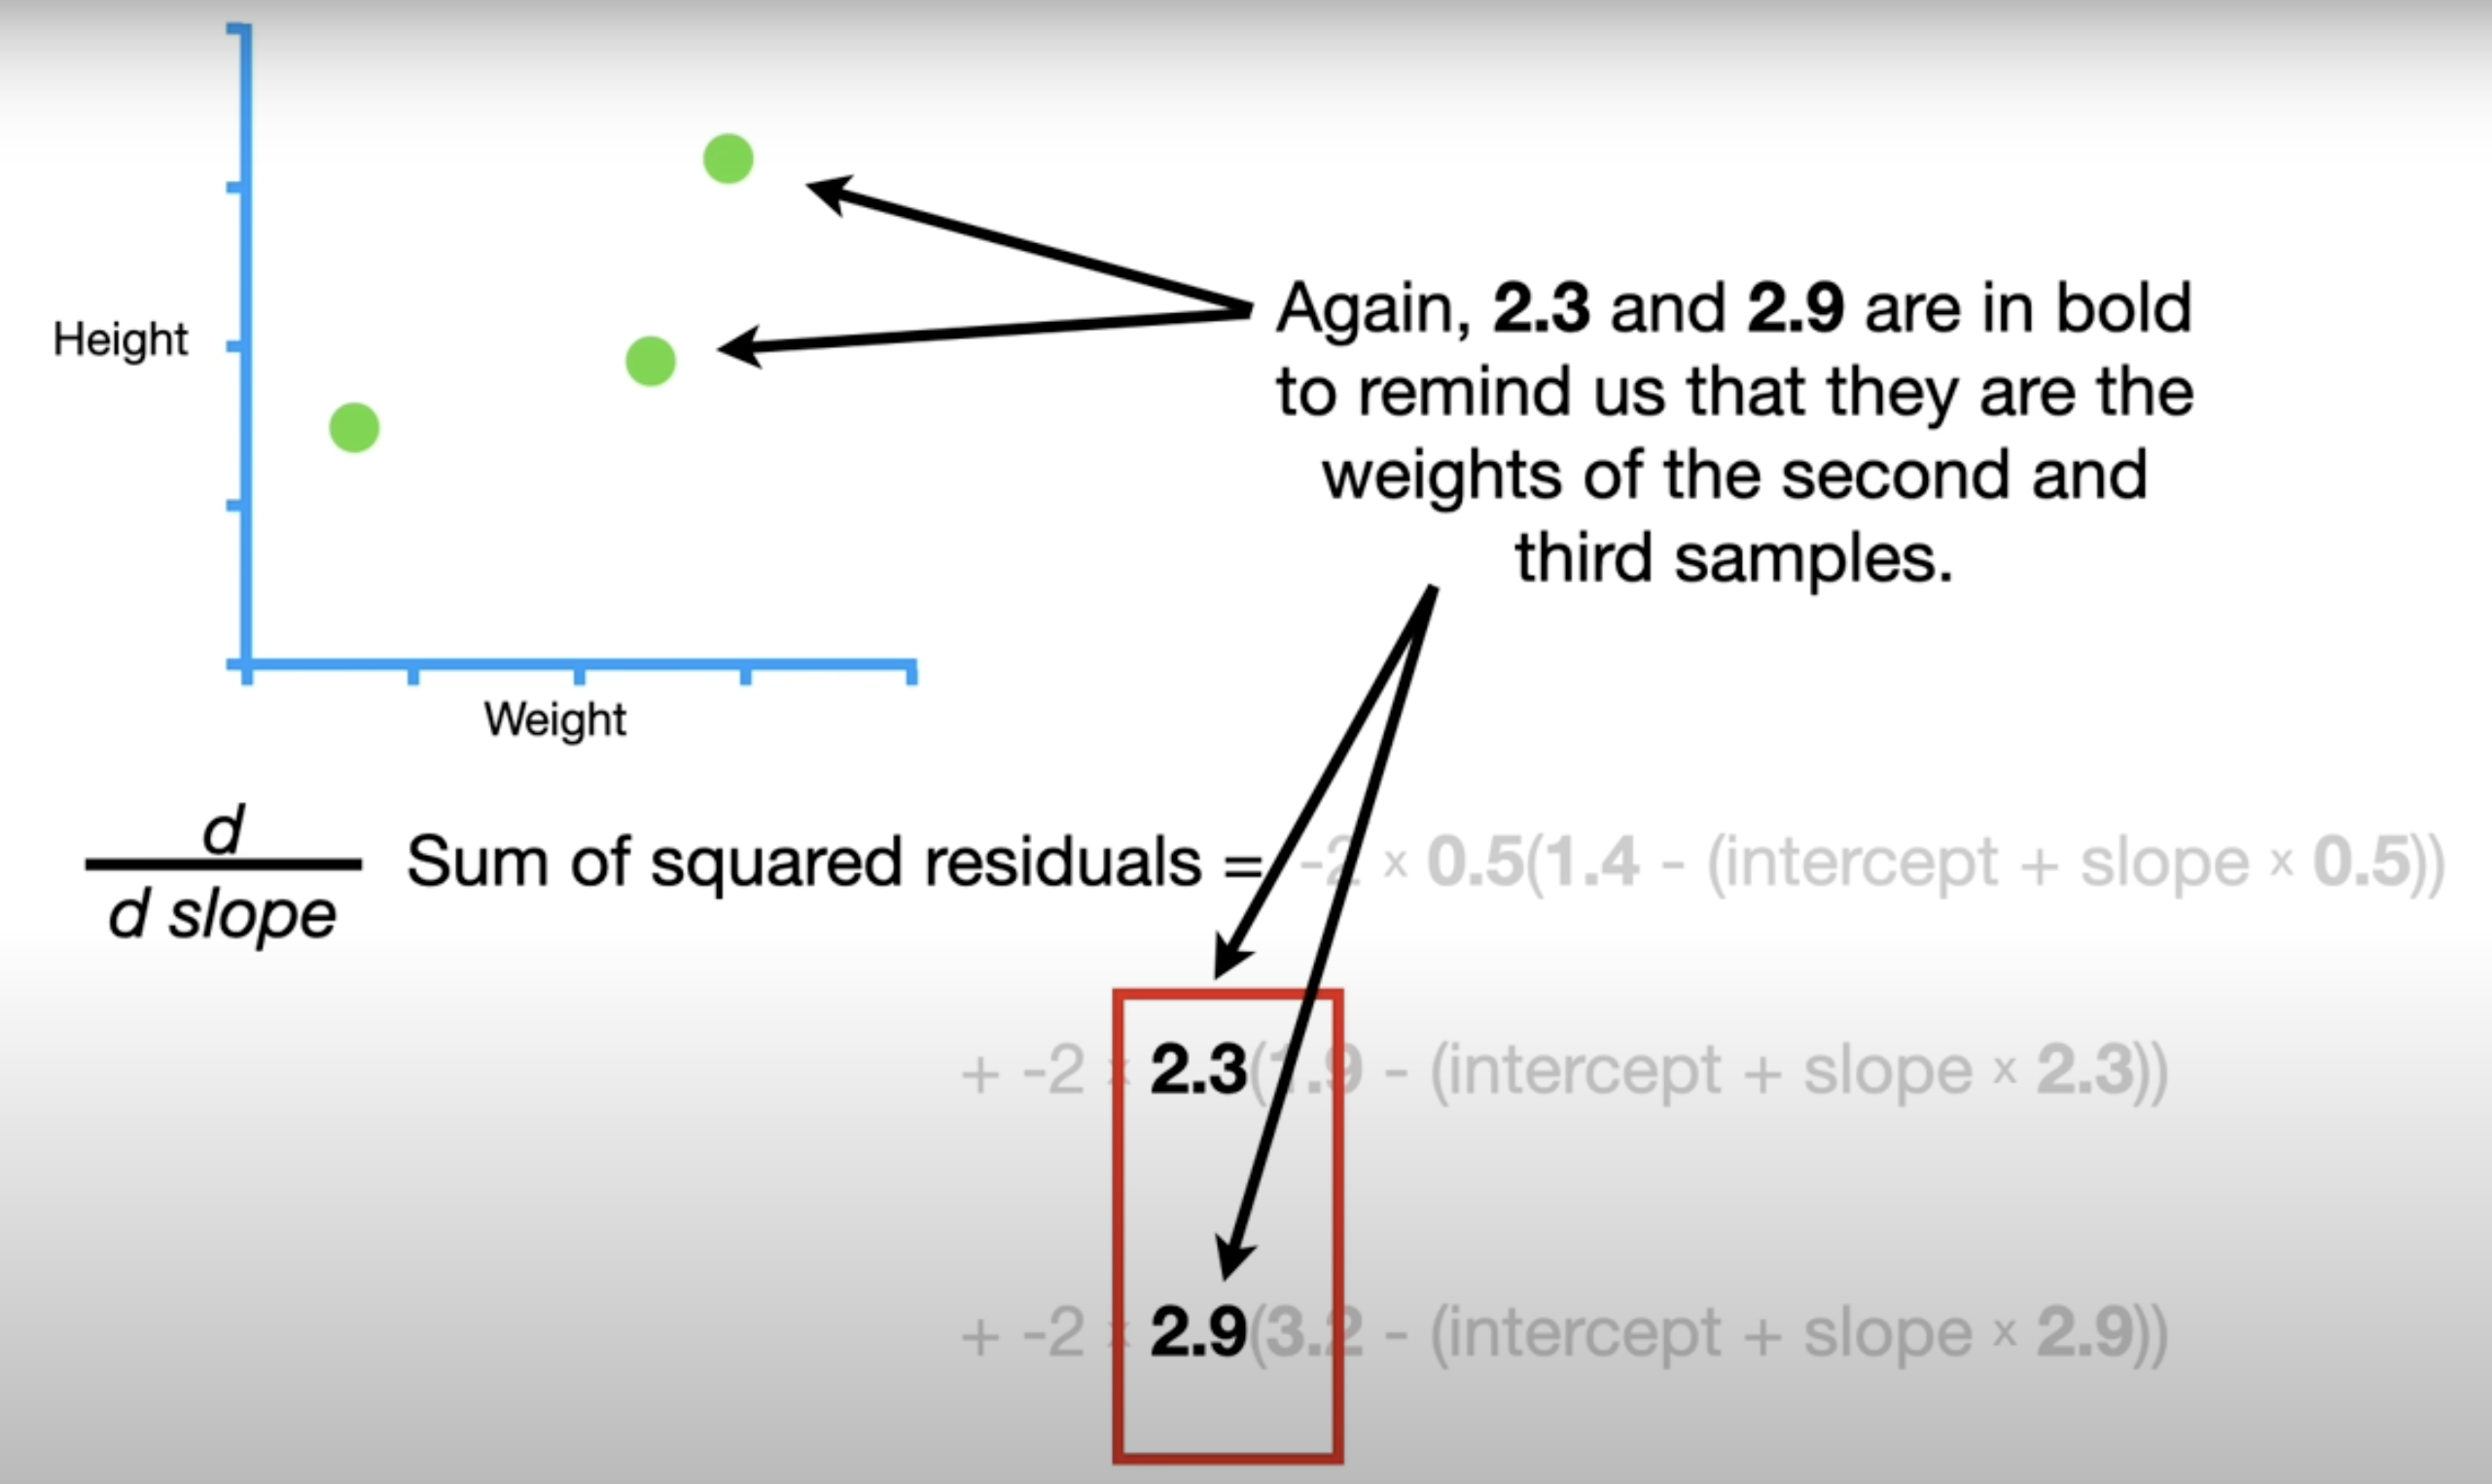 Height
Weight
Again, 2.3 and 2.9 are in bold
to remind us that they are the
weights of the second and
third samples.
d
d slope
Sum of squared residuals = -2 x 0.5(1.4 - (intercept + slope x 0.5))
+ -2 x 2.3(1.9 - (intercept + slope x 2.3))
+ -2 x 2.9(3.2 - (intercept + slope x 2.9))